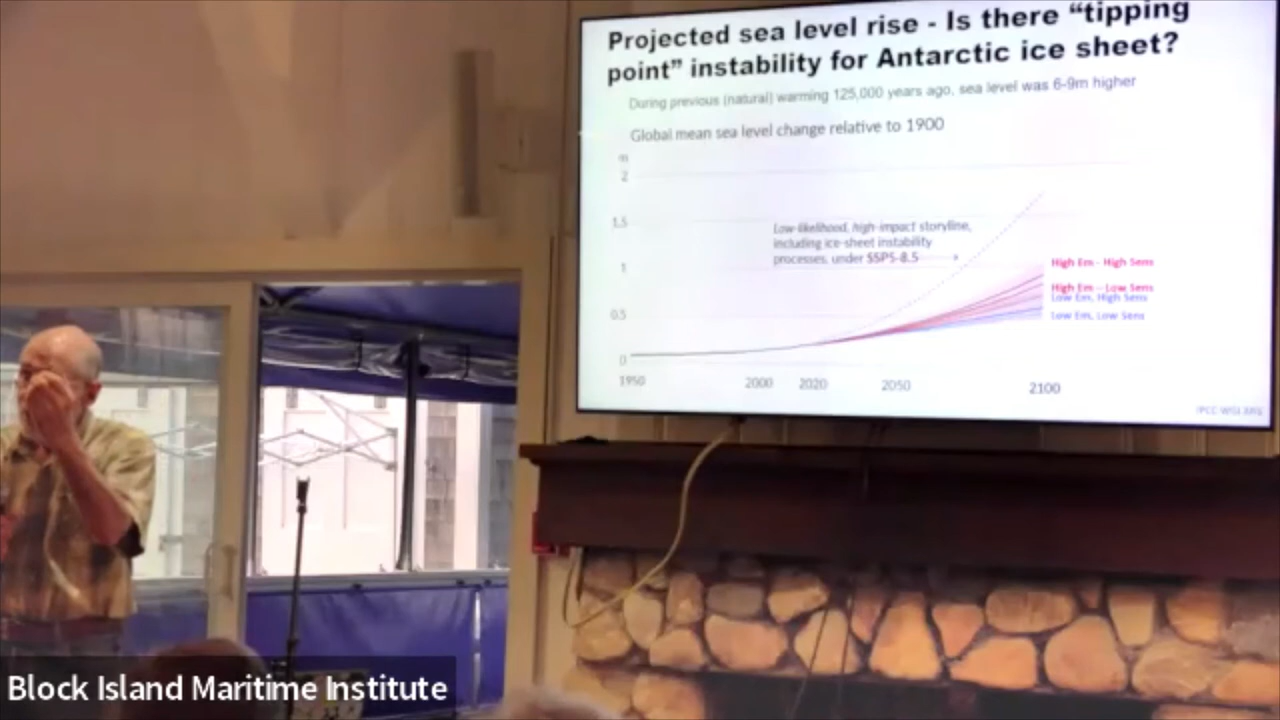 Projected sea level rise - Is there “tipping
point” instability for Antarctic ice sheet?
During previous (natural) warming 125,000 years ago, sea level was 6-9m higher
Global mean sea level change relative to 1900
m
2
1.5
1
0.5
0
Low-likelihood, high-impact storyline,
including ice-sheet instability
processes, under SSP5-8.5
High Em - High Sens
High Em - Low Sens
Low Em, High Sens
Low Em, Low Sens
1950 2000 2020 2050 2100
Block Island Maritime Institute